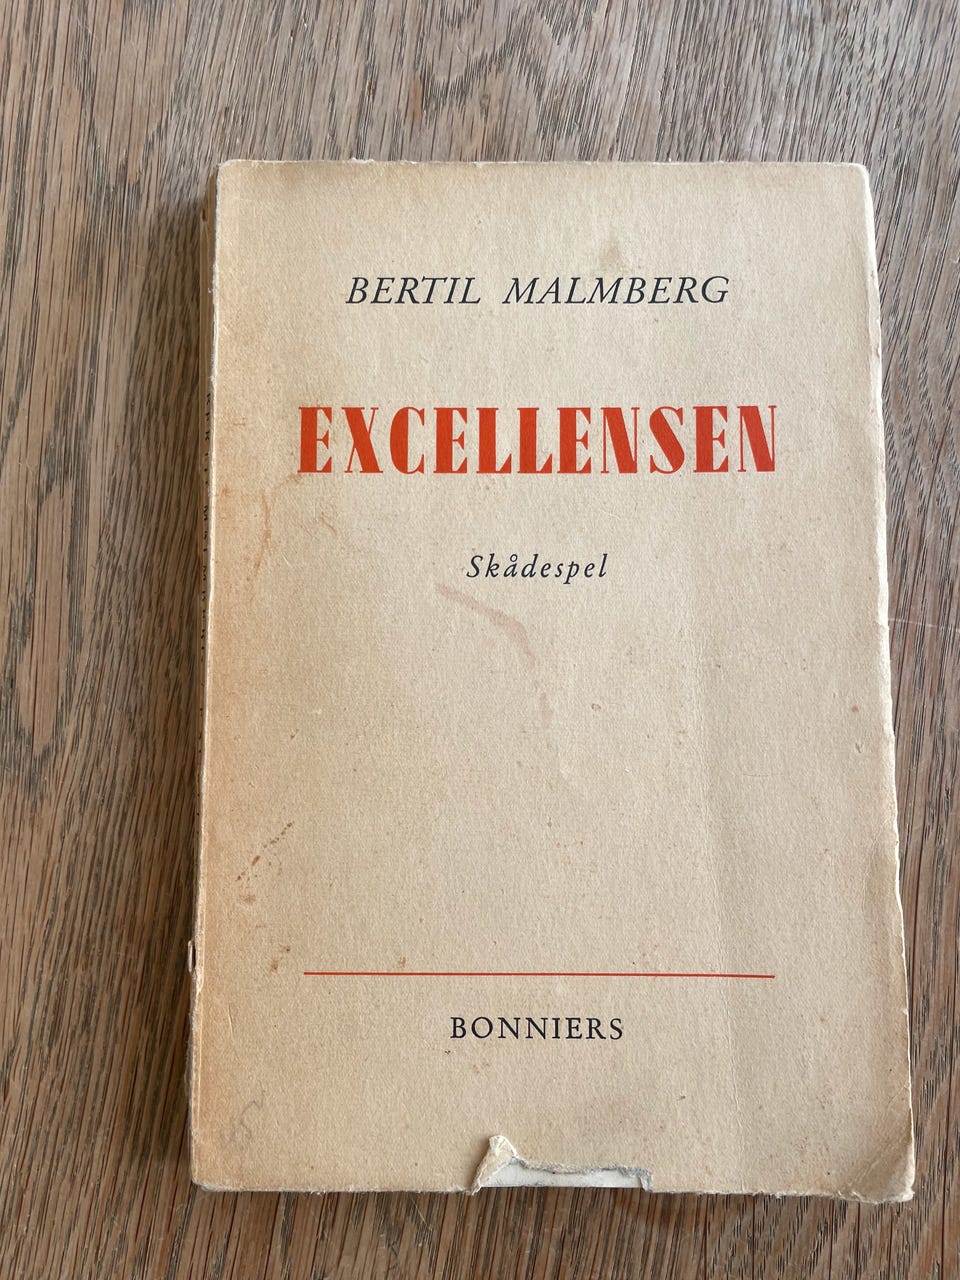 BERTIL MALMBERG
EXCELLENSEN
Skådespel
BONNIERS